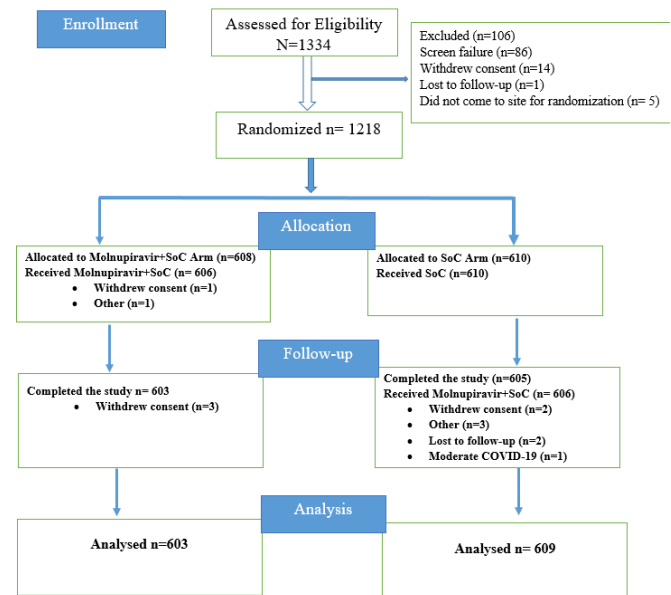 Enrollment
Assessed for Eligibility
N=1334
Excluded (n=106)
Screen failure (n=86)
Withdrew consent (n=14)
Lost to follow-up (n=1)
Did not come to site for randomization (n= 5)
Randomized n= 1218
Allocation
Allocated to Molnupiravir+SoC Arm (n=608)
Received Molnupiravir+SoC (n= 606)
• Withdrew consent (n=1)
• Other (n=1)
Allocated to SoC Arm (n=610)
Received SoC (n=610)
Follow-up
Completed the study n= 603
• Withdrew consent (n=3)
Completed the study (n=605)
Received Molnupiravir+SoC (n= 606)
• Withdrew consent (n=2)
• Other (n=3)
• Lost to follow-up (n=2)
• Moderate COVID-19 (n=1)
Analysis
Analysed n=603
Analysed n= 609